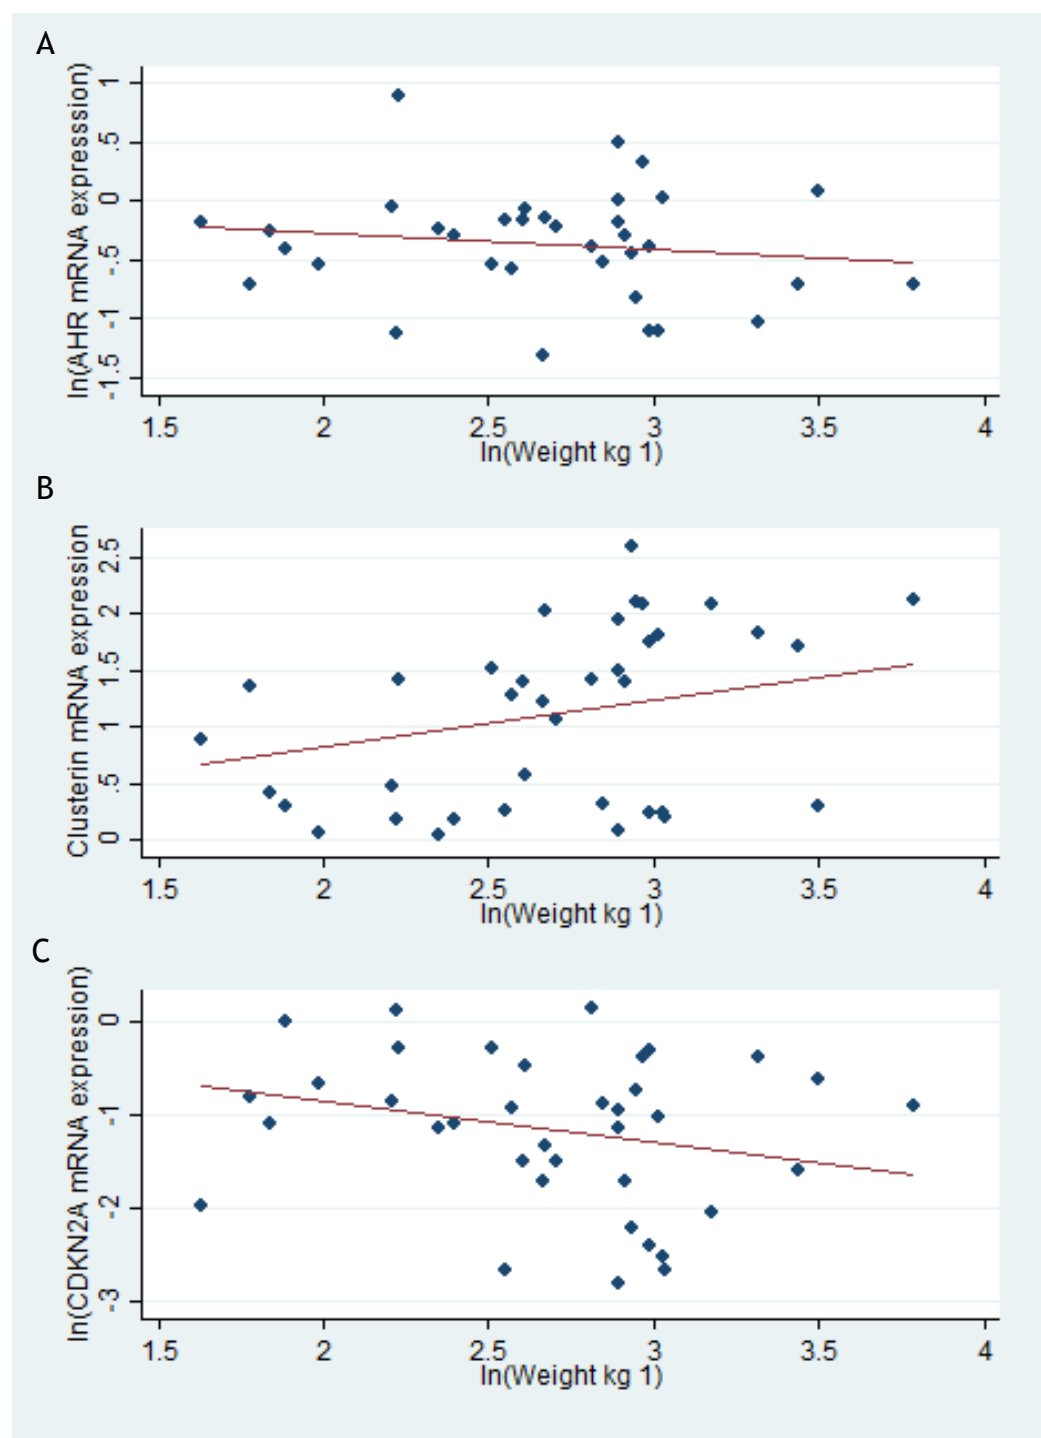 A
ln(AHR mRNA expresssion)
1
.5
0
-.5
-1
-1.5
1.5 2 2.5 3 3.5 4
ln(Weight kg 1)
B
Clusterin mRNA expression
2.5
2
1.5
1
.5
0
1.5 2 2.5 3 3.5 4
ln(Weight kg 1)
C
ln(CDKN2A mRNA expression)
0
-1
-2
-3
1.5 2 2.5 3 3.5 4
ln(Weight kg 1)